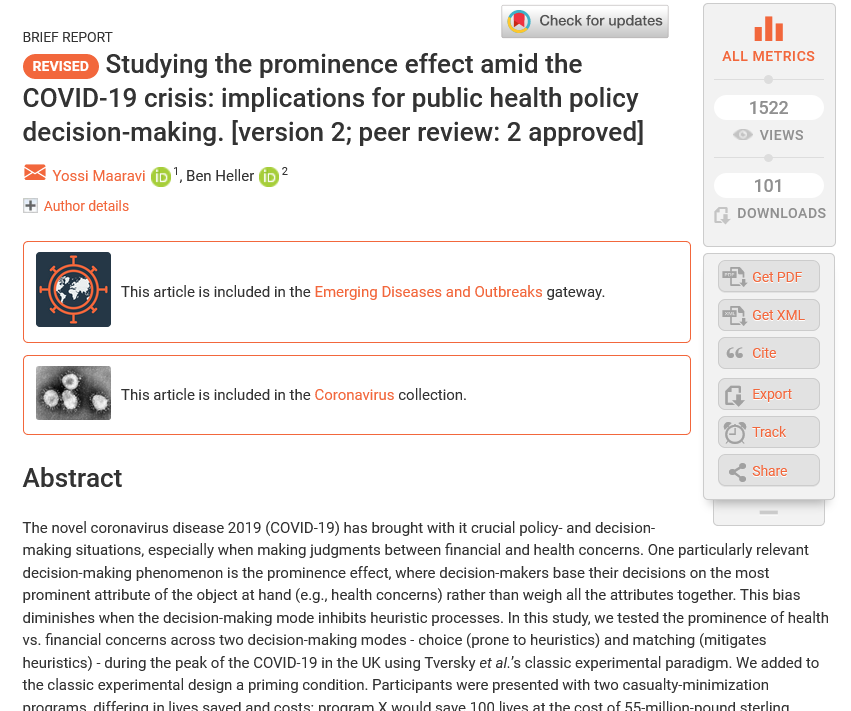 Check for updates
BRIEF REPORT
REVISED Studying the prominence effect amid the
COVID-19 crisis: implications for public health policy
decision-making. [version 2; peer review: 2 approved]
Yossi Maaravi iD 1, Ben Heller iD 2
Author details
This article is included in the Emerging Diseases and Outbreaks gateway.
This article is included in the Coronavirus collection.
ALL METRICS
1522
VIEWS
101
DOWNLOADS
Get PDF
Get XML
Cite
Export
Track
Share
Abstract
The novel coronavirus disease 2019 (COVID-19) has brought with it crucial policy- and decision-
making situations, especially when making judgments between financial and health concerns. One particularly relevant
decision-making phenomenon is the prominence effect, where decision-makers base their decisions on the most
prominent attribute of the object at hand (e.g., health concerns) rather than weigh all the attributes together. This bias
diminishes when the decision-making mode inhibits heuristic processes. In this study, we tested the prominence of health
vs. financial concerns across two decision-making modes - choice (prone to heuristics) and matching (mitigates
heuristics) - during the peak of the COVID-19 in the UK using Tversky et al.'s classic experimental paradigm. We added to
the classic experimental design a priming condition. Participants were presented with two casualty-minimization
programs, differing in lives saved and costs: program X would save 100 lives at the cost of 55-million-pound sterling,